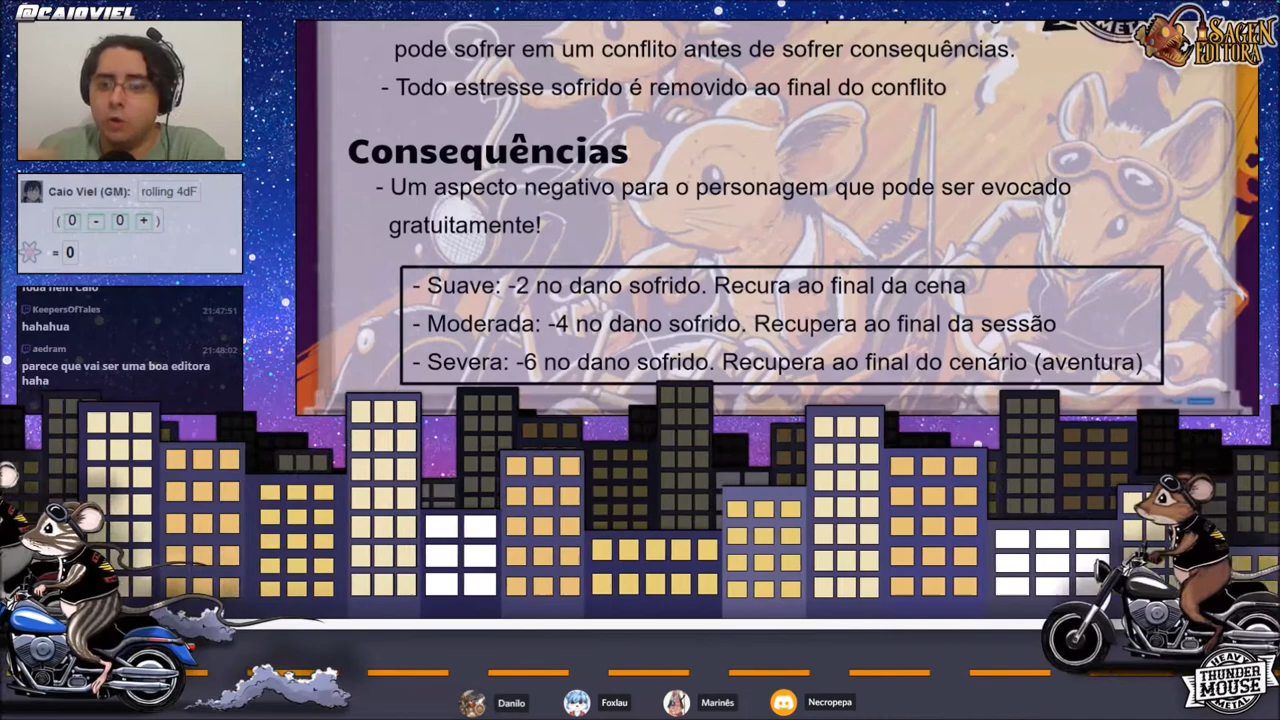 @CAIOVIEL
pode sofrer em um conflito antes de sofrer consequências.
- Todo estresse sofrido é removido ao final do conflito
Consequências
- Um aspecto negativo para o personagem que pode ser evocado
gratuitamente!
- Suave: -2 no dano sofrido. Recura ao final da cena
- Moderada: -4 no dano sofrido. Recupera ao final da sessão
- Severa: -6 no dano sofrido. Recupera ao final do cenário (aventura)
SAGEN
EDITORA
Caio Viel (GM): rolling 4dF
( 0 - 0 + )
= 0
roda nem Caio
KeepersOfTales 21:47:51
hahahua
aedram 21:48:02
parece que vai ser uma boa editora
haha
Danilo
Foxlau
Marinês
Necropepa
HEAVY
THUNDER
MOUSE
METAL